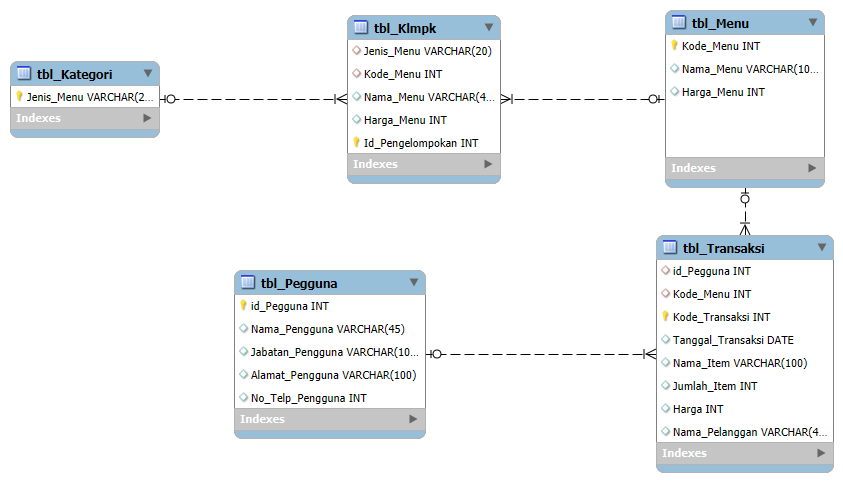 tbl_Kategori
Jenis_Menu VARCHAR(2...
Indexes
tbl_Klmpk
Jenis_Menu VARCHAR(20)
Kode_Menu INT
Nama_Menu VARCHAR(4...
Harga_Menu INT
Id_Pengelompokan INT
Indexes
tbl_Menu
Kode_Menu INT
Nama_Menu VARCHAR(10...
Harga_Menu INT
Indexes
tbl_Pegguna
id_Pegguna INT
Nama_Pengguna VARCHAR(45)
Jabatan_Pengguna VARCHAR(10...
Alamat_Pengguna VARCHAR(100)
No_Telp_Pengguna INT
Indexes
tbl_Transaksi
id_Pegguna INT
Kode_Menu INT
Kode_Transaksi INT
Tanggal_Transaksi DATE
Nama_Item VARCHAR(100)
Jumlah_Item INT
Harga INT
Nama_Pelanggan VARCHAR(4...
Indexes